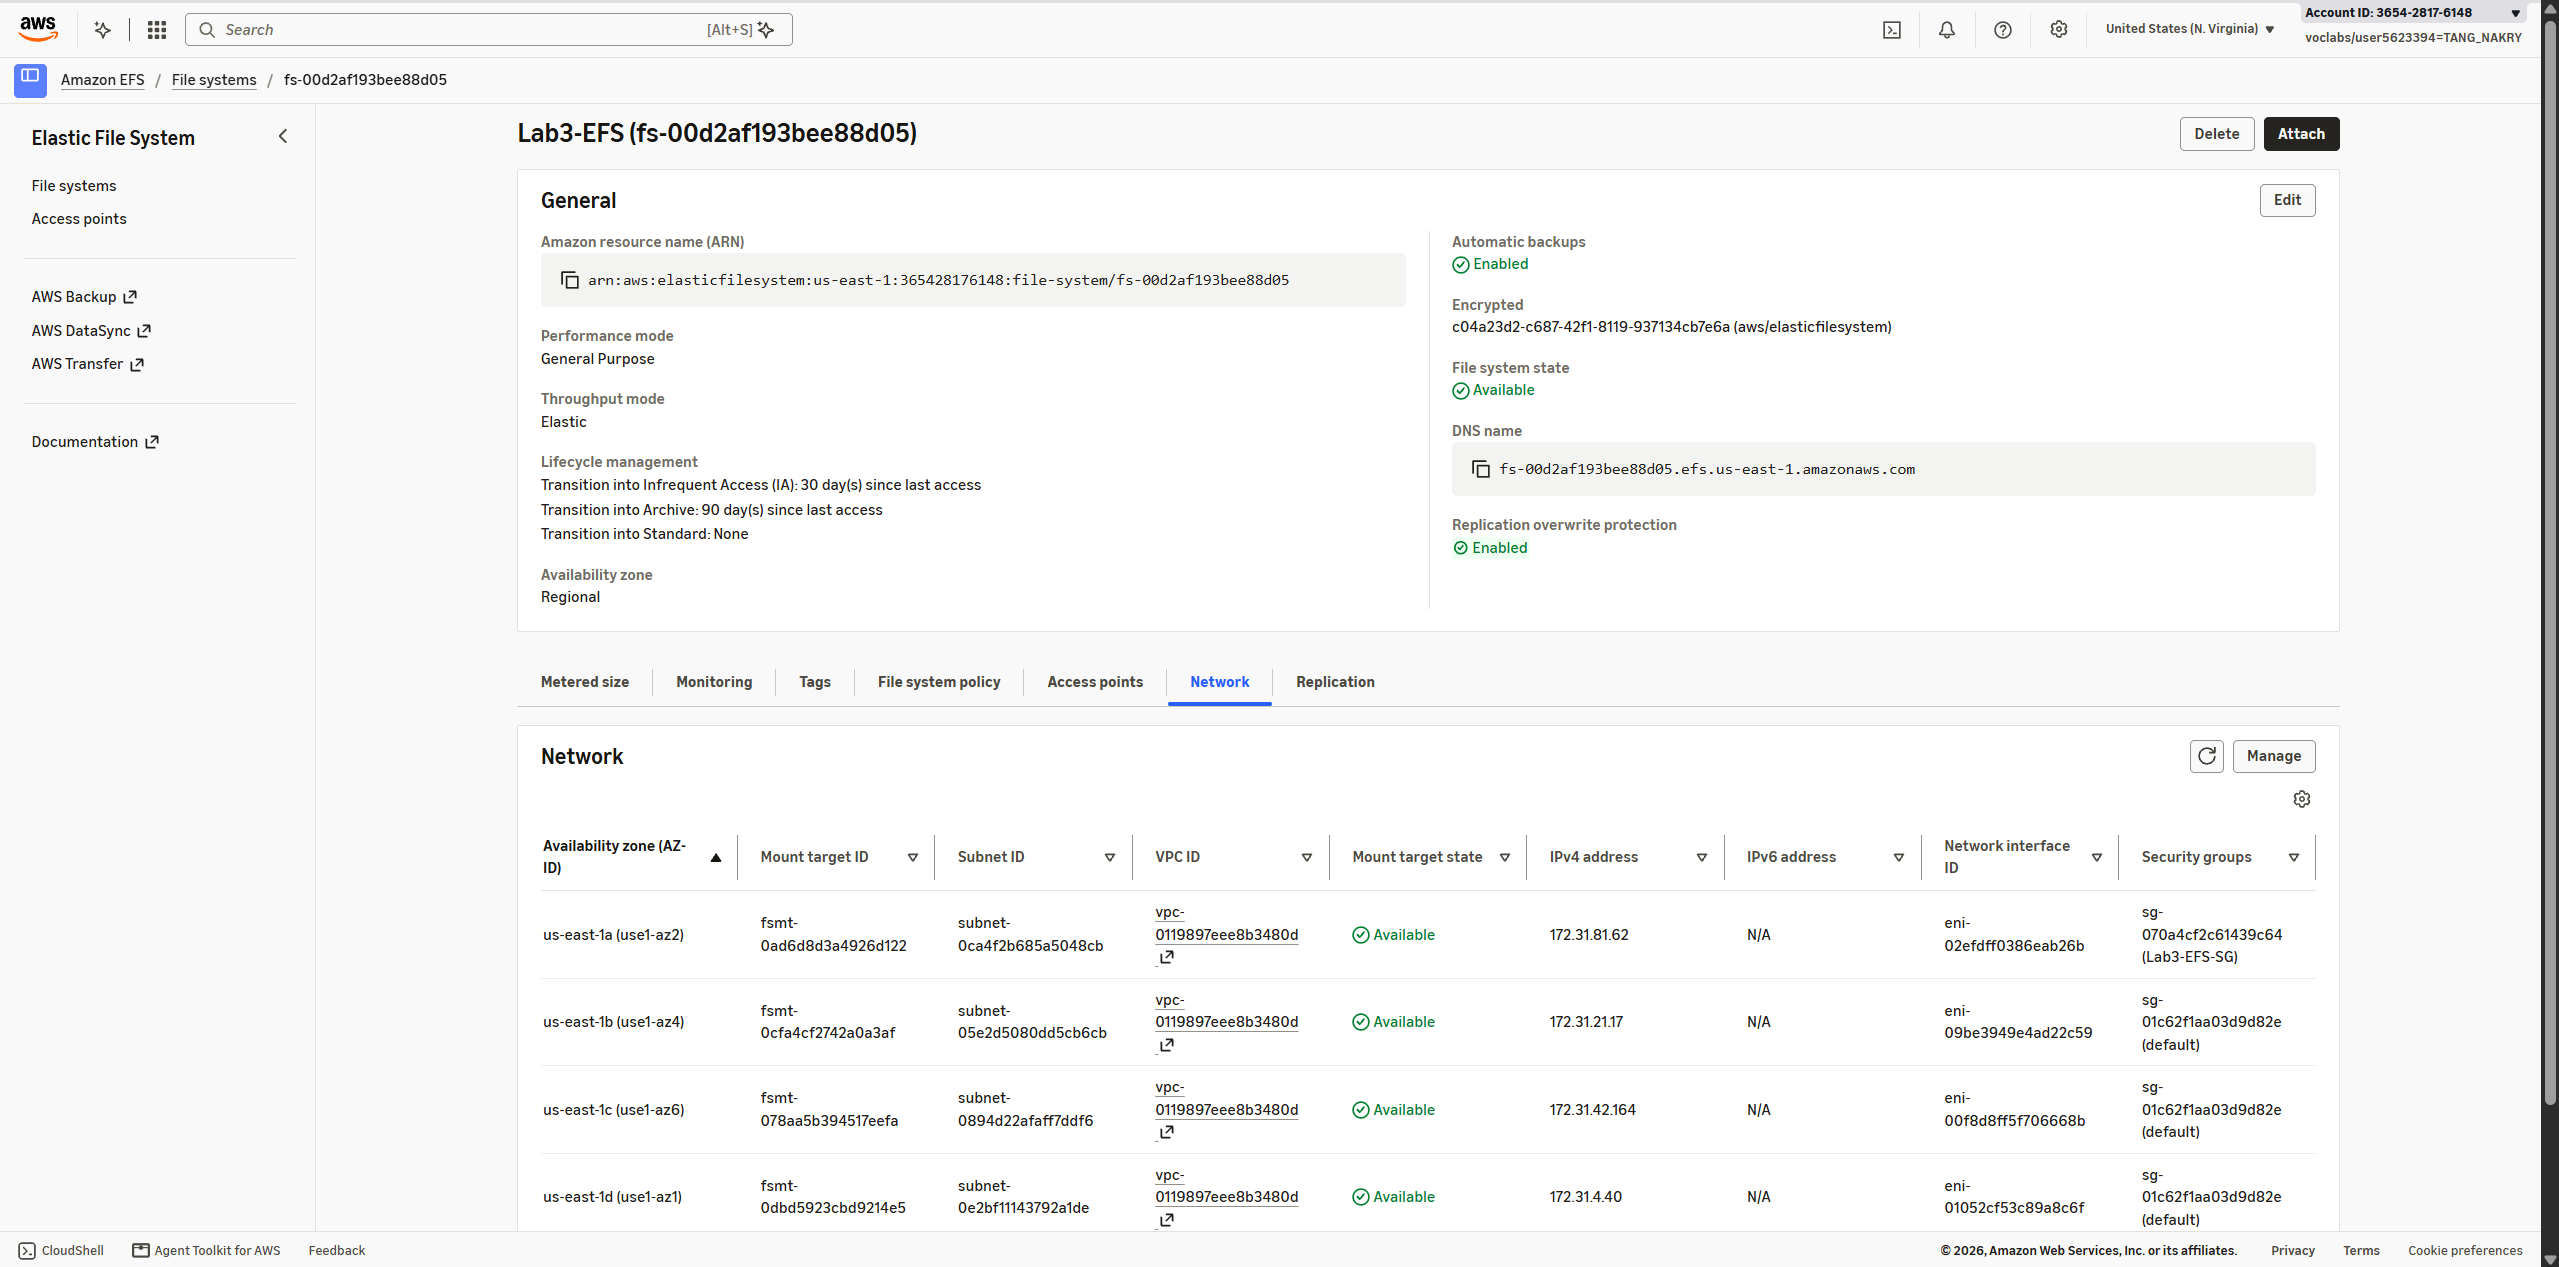 aws
Search
[Alt+S]
United States (N. Virginia)
Account ID: 3654-2817-6148
voclabs/user5623394=TANG_NAKRY
Amazon EFS / File systems / fs-00d2af193bee88d05
Elastic File System
File systems
Access points
AWS Backup
AWS DataSync
AWS Transfer
Documentation
Lab3-EFS (fs-00d2af193bee88d05)
Delete
Attach
General
Edit
Amazon resource name (ARN)
arn:aws:elasticfilesystem:us-east-1:365428176148:file-system/fs-00d2af193bee88d05
Performance mode
General Purpose
Throughput mode
Elastic
Lifecycle management
Transition into Infrequent Access (IA): 30 day(s) since last access
Transition into Archive: 90 day(s) since last access
Transition into Standard: None
Availability zone
Regional
Automatic backups
Enabled
Encrypted
c04a23d2-c687-42f1-8119-937134cb7e6a (aws/elasticfilesystem)
File system state
Available
DNS name
fs-00d2af193bee88d05.efs.us-east-1.amazonaws.com
Replication overwrite protection
Enabled
Metered size
Monitoring
Tags
File system policy
Access points
Network
Replication
Network
Manage
Availability zone (AZ-
ID)
Mount target ID
Subnet ID
VPC ID
Mount target state
IPv4 address
IPv6 address
Network interface
ID
Security groups
us-east-1a (use1-az2)
fsmt-
0ad6d8d3a4926d122
subnet-
0ca4f2b685a5048cb
vpc-
0119897eee8b3480d
Available
172.31.81.62
N/A
eni-
02efdff0386eab26b
sg-
070a4cf2c61439c64
(Lab3-EFS-SG)
us-east-1b (use1-az4)
fsmt-
0cfa4cf2742a0a3af
subnet-
05e2d5080dd5cb6cb
vpc-
0119897eee8b3480d
Available
172.31.21.17
N/A
eni-
09be3949e4ad22c59
sg-
01c62f1aa03d9d82e
(default)
us-east-1c (use1-az6)
fsmt-
078aa5b394517eefa
subnet-
0894d22afaff7ddf6
vpc-
0119897eee8b3480d
Available
172.31.42.164
N/A
eni-
00f8d8ff5f706668b
sg-
01c62f1aa03d9d82e
(default)
us-east-1d (use1-az1)
fsmt-
0dbd5923cbd9214e5
subnet-
0e2bf11143792a1de
vpc-
0119897eee8b3480d
Available
172.31.4.40
N/A
eni-
01052cf53c89a8c6f
sg-
01c62f1aa03d9d82e
(default)
CloudShell
Agent Toolkit for AWS
Feedback
© 2026, Amazon Web Services, Inc. or its affiliates.
Privacy
Terms
Cookie preferences